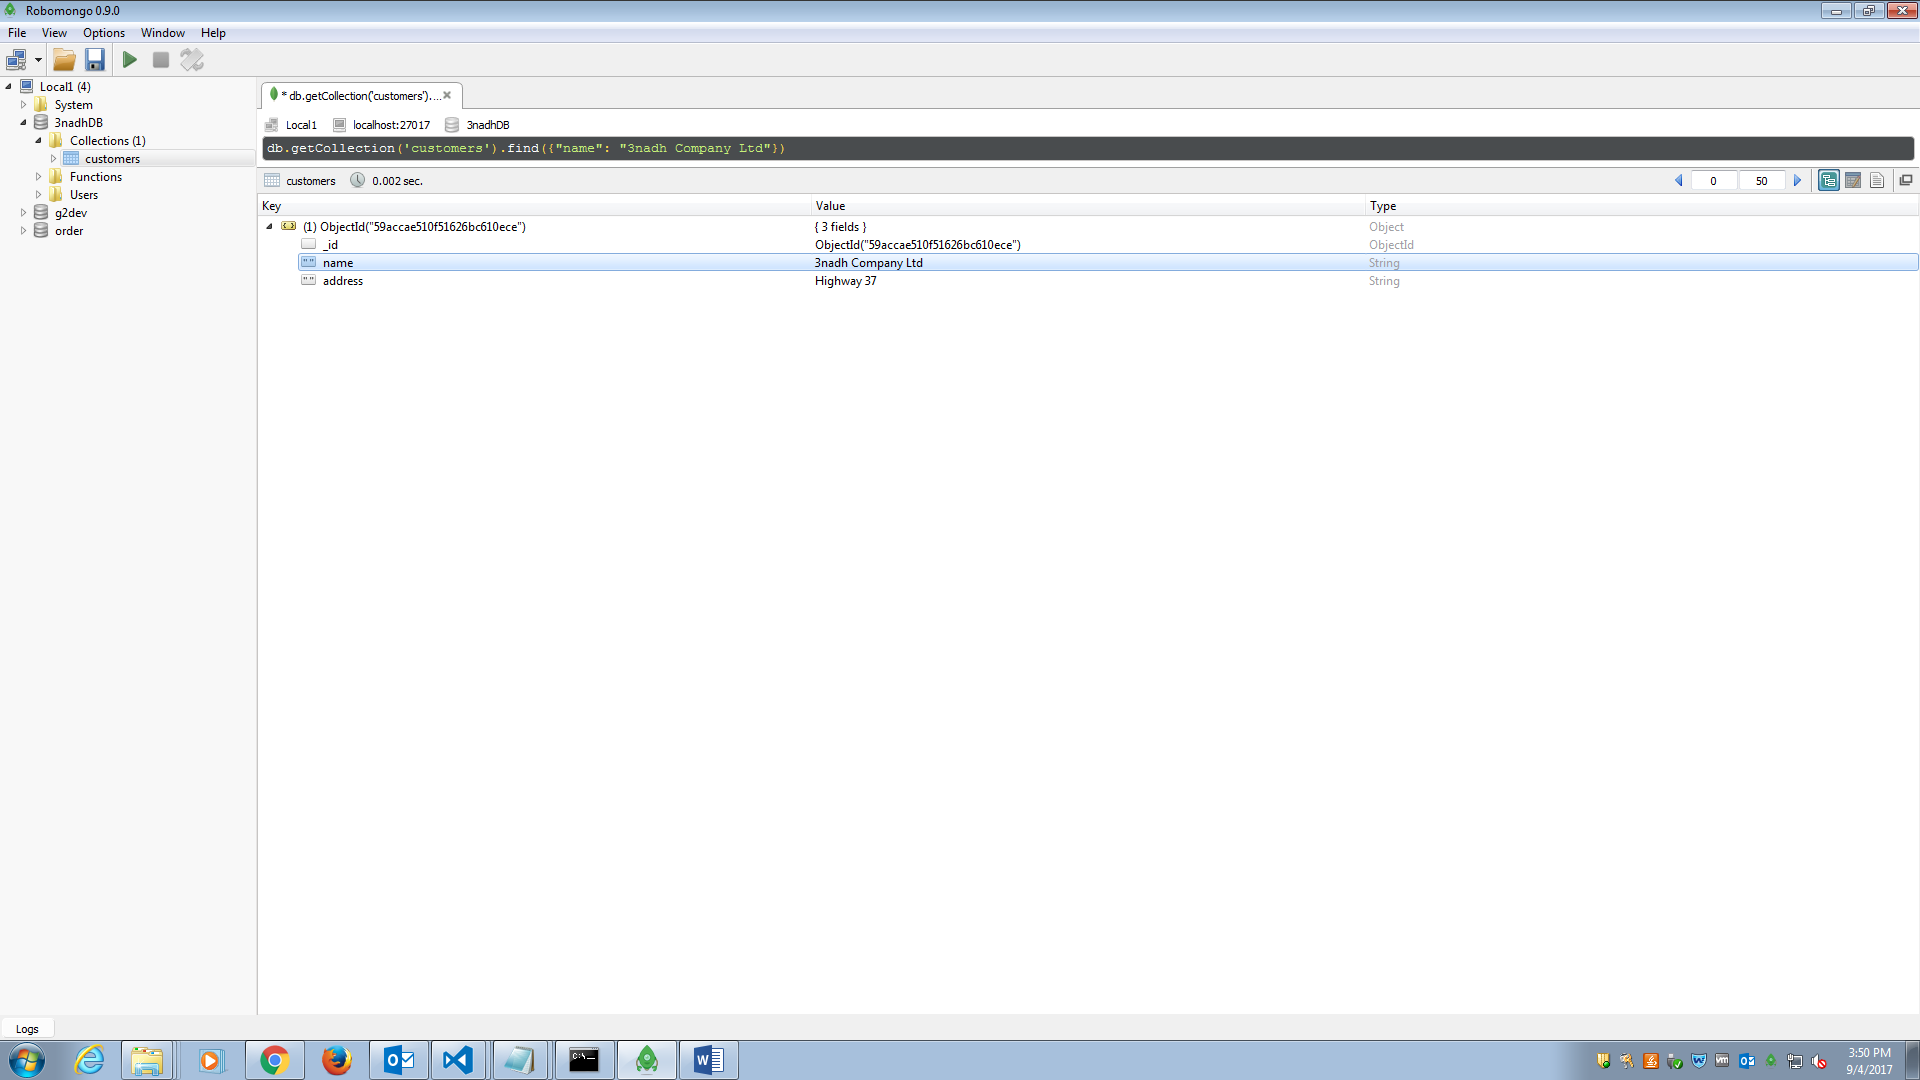 Robomongo 0.9.0
File View Options Window Help
Local1 (4)
System
3nadhDB
Collections (1)
customers
Functions
Users
g2dev
order
* db.getCollection('customers')....
Local1 localhost:27017 3nadhDB
db.getCollection('customers').find({"name": "3nadh Company Ltd"})
customers 0.002 sec. 0 50
Key Value Type
(1) ObjectId("59accae510f51626bc610ece") { 3 fields } Object
_id ObjectId("59accae510f51626bc610ece") ObjectId
name 3nadh Company Ltd String
address Highway 37 String
Logs
3:50 PM
9/4/2017